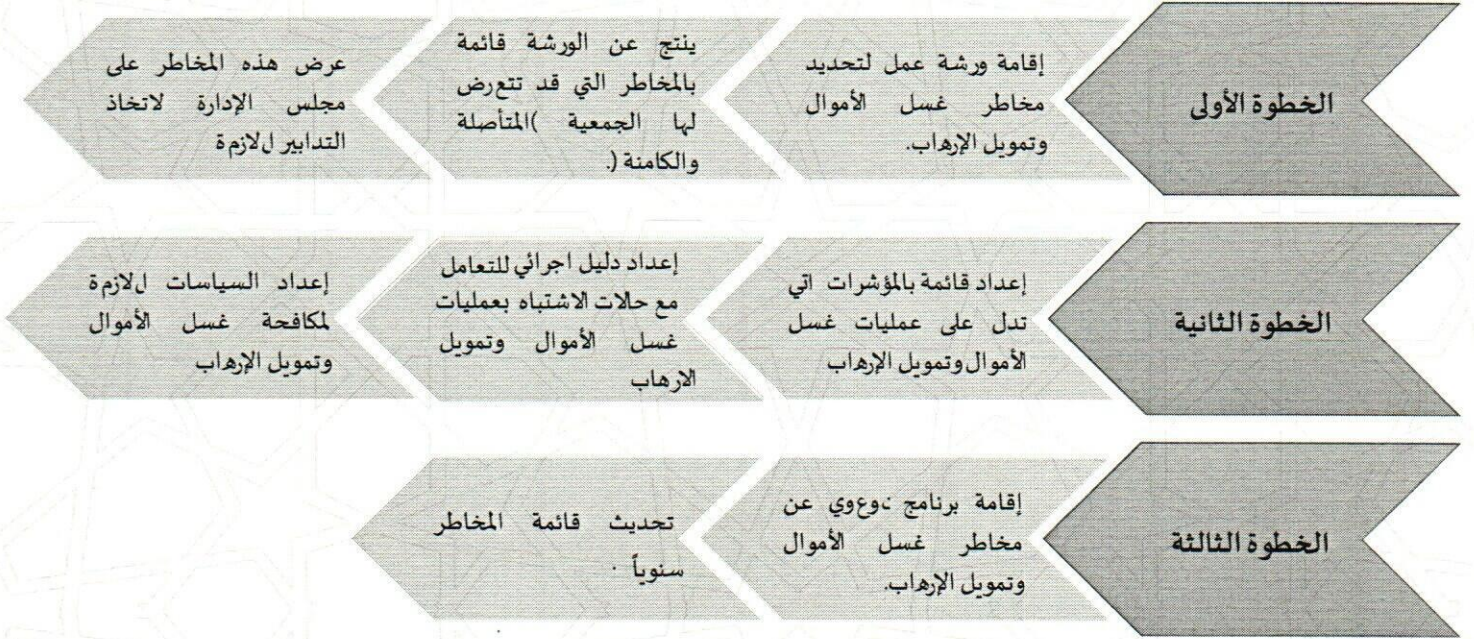 الخطوة الأولى
إقامة ورشة عمل لتحديد
مخاطر غسل الأموال
وتمويل الإرهاب.
ينتج عن الورشة قائمة
بالمخاطر التي قد تتعرض
لها الجمعية )المتأصلة
والكامنة (.
عرض هذه المخاطر على
مجلس الإدارة لاتخاذ
التدابير اللازمة
الخطوة الثانية
إعداد قائمة بالمؤشرات اتي
تدل على عمليات غسل
الأموال وتمويل الإرهاب
إعداد دليل اجرائي للتعامل
مع حالات الاشتباه بعمليات
غسل الأموال وتمويل
الارهاب
إعداد السياسات اللازمة
لمكافحة غسل الأموال
وتمويل الإرهاب
الخطوة الثالثة
إقامة برنامج توعوي عن
مخاطر غسل الأموال
وتمويل الإرهاب.
تحديث قائمة المخاطر
سنوياً .